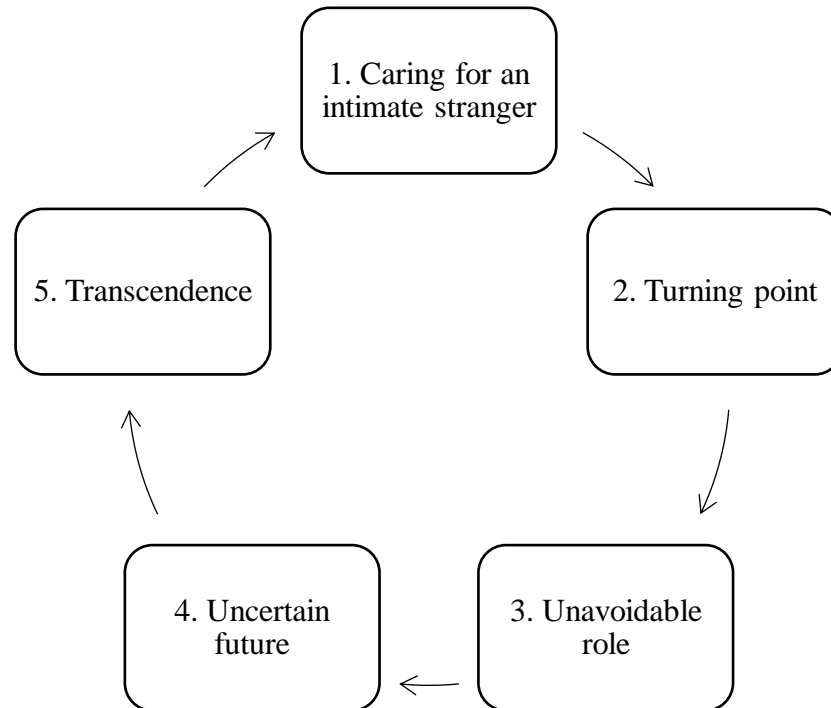 1. Caring for an
intimate stranger
2. Turning point
3. Unavoidable
role
4. Uncertain
future
5. Transcendence